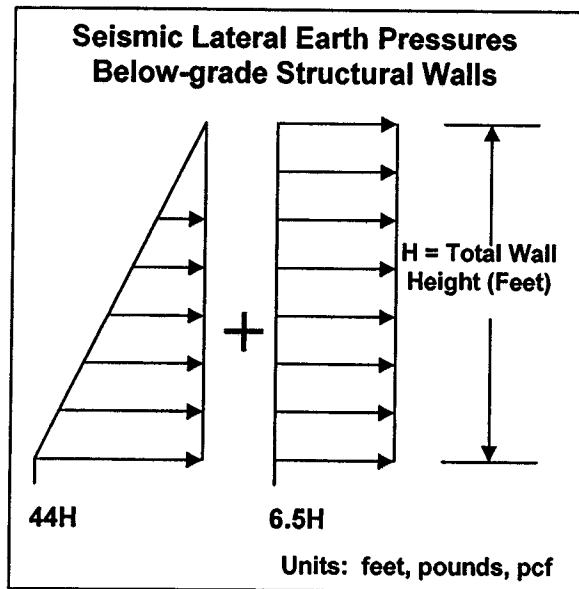 Seismic Lateral Earth Pressures
Below-grade Structural Walls
+
H = Total Wall
Height (Feet)
44H
6.5H
Units: feet, pounds, pcf